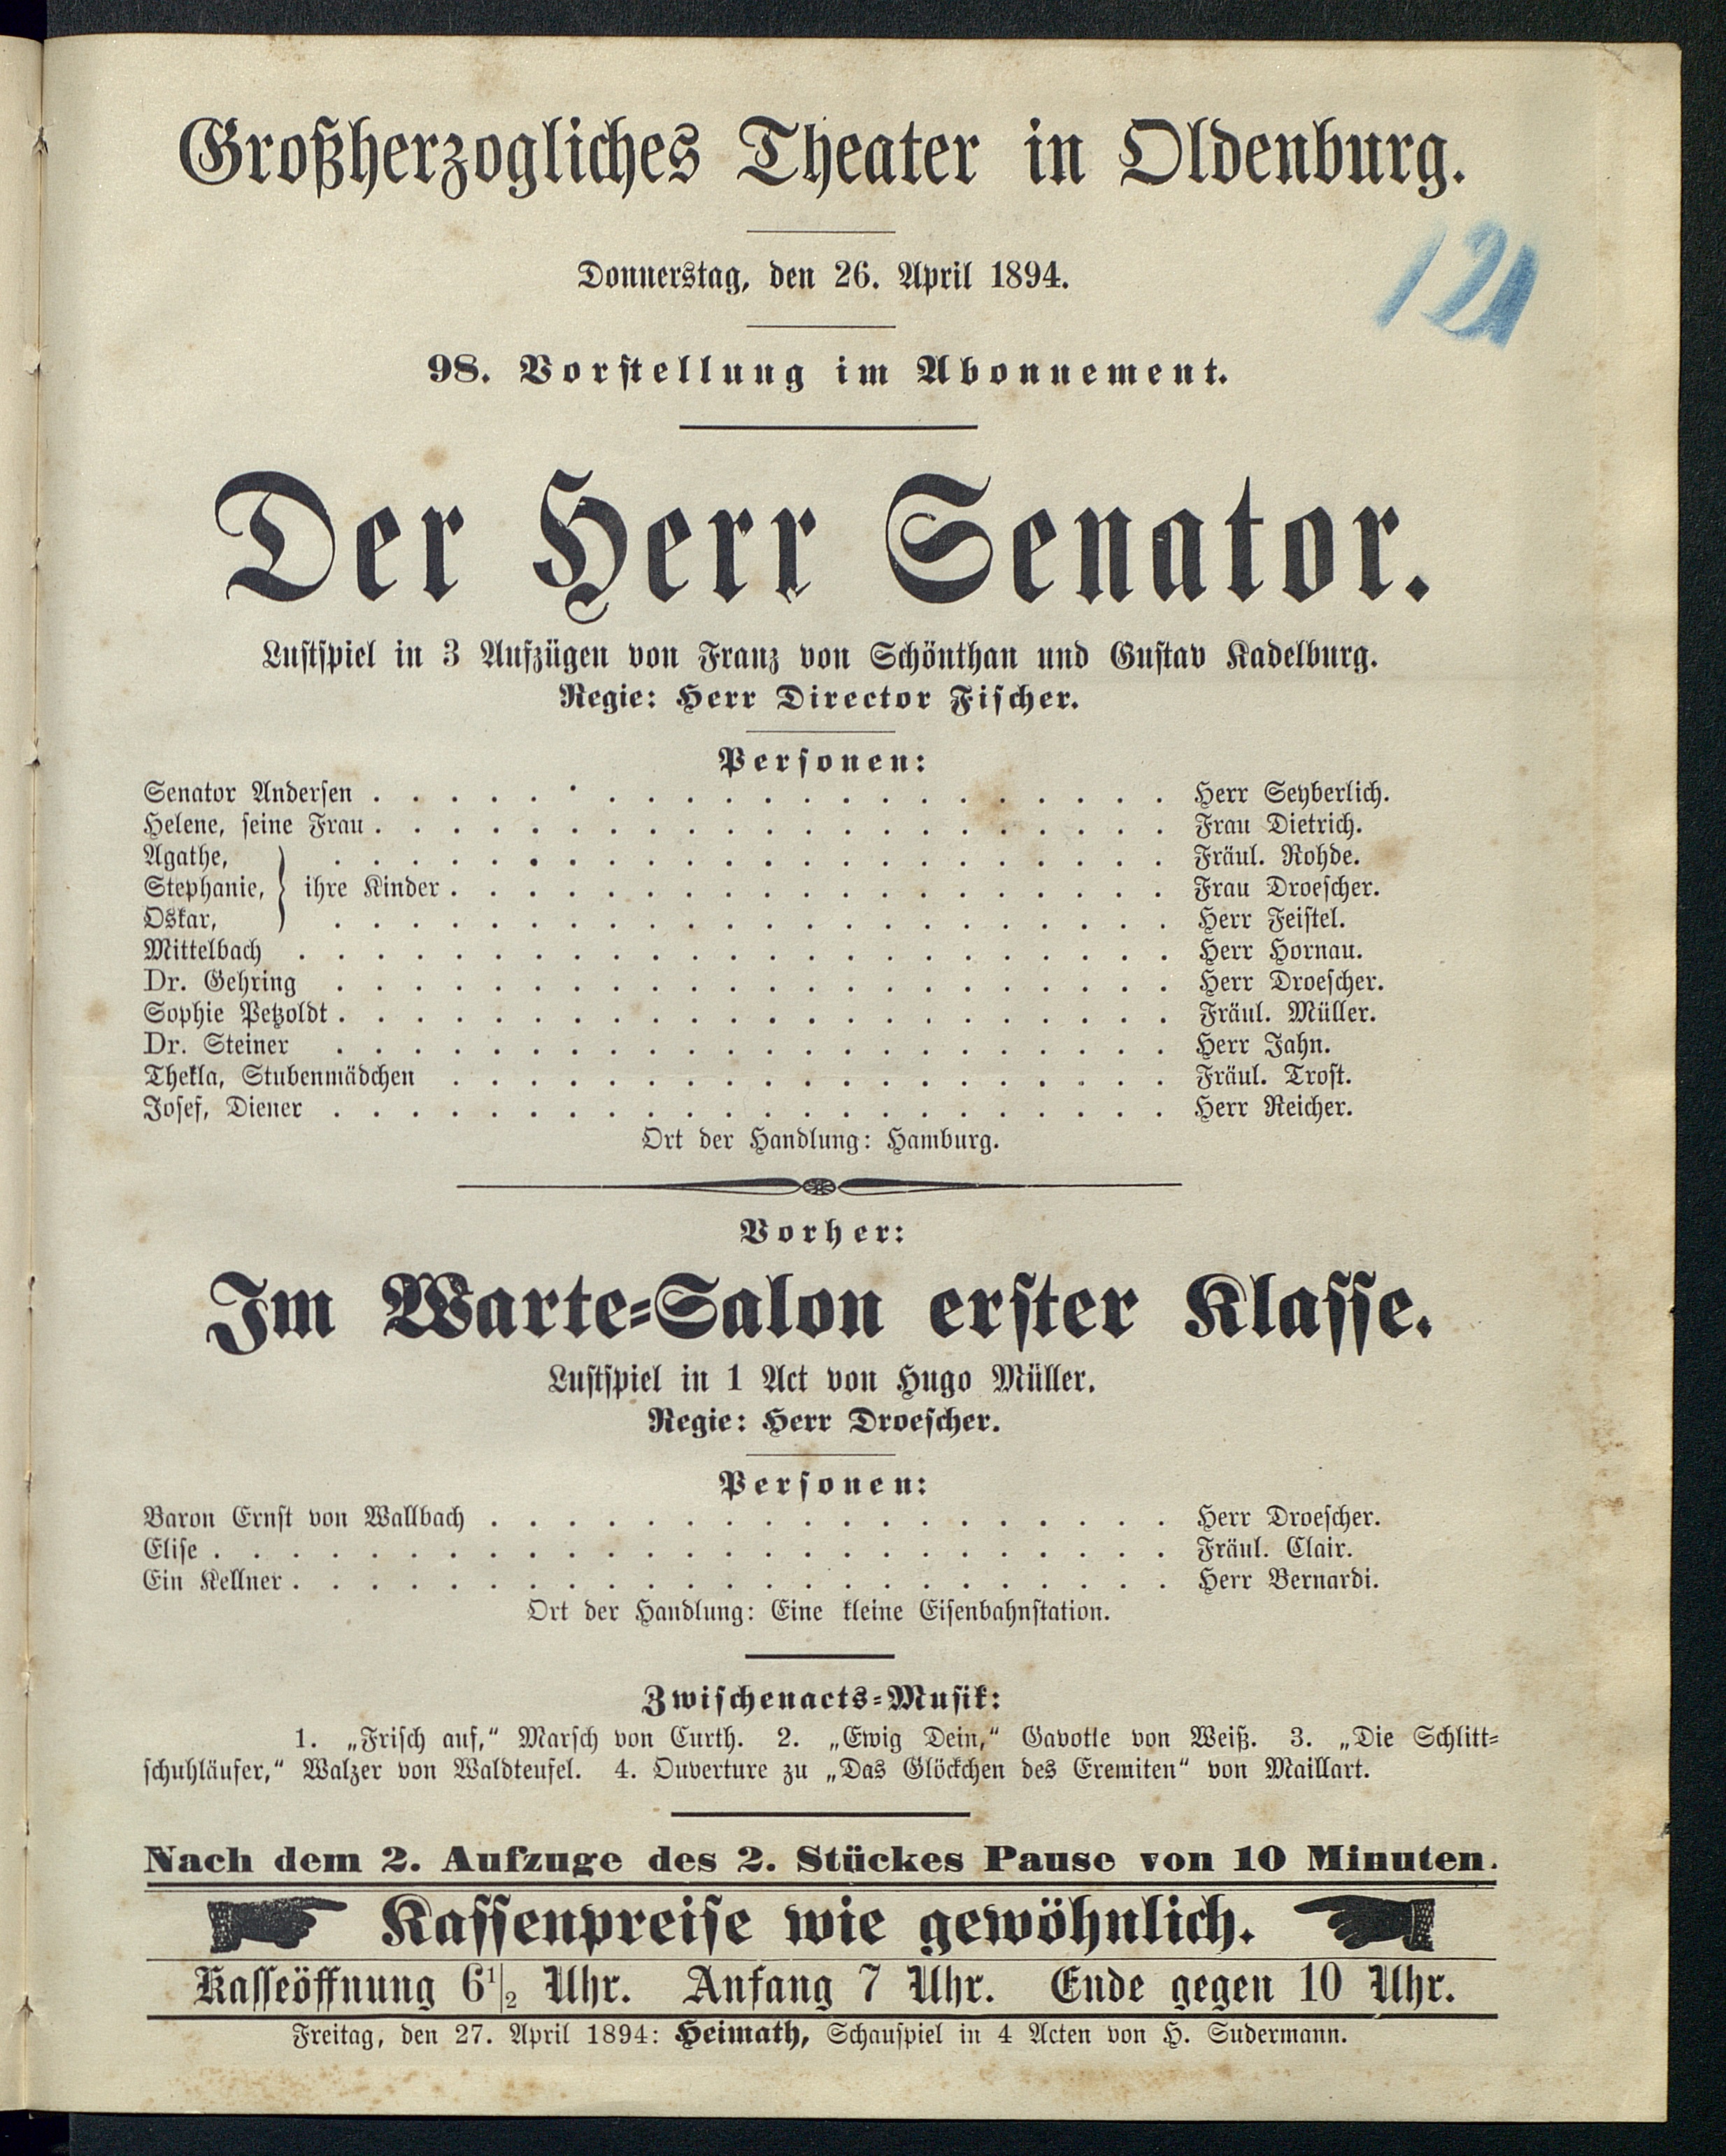 Großherzogliches Theater in Oldenburg.
Donnerstag, den 26. April 1894.
121
98. Vorstellung im Abonnement.
Der Herr Senator.
Lustspiel in 3 Aufzügen von Franz von Schönthan und Gustav Kadelburg.
Regie: Herr Director Fischer.
Personen:
Senator Andersen . . . . . . . . . . . . . . . . . . . . . Herr Seyberlich.
Helene, seine Frau . . . . . . . . . . . . . . . . . . . . . Frau Dietrich.
Agathe, . . . . . . . . . . . . . . . . . . . . . . Fräul. Rohde.
Stephanie, } ihre Kinder . . . . . . . . . . . . . . . . . . . Frau Droescher.
Oskar, . . . . . . . . . . . . . . . . . . . . . . Herr Feistel.
Mittelbach . . . . . . . . . . . . . . . . . . . . . . . Herr Hornau.
Dr. Gehring . . . . . . . . . . . . . . . . . . . . . . Herr Droescher.
Sophie Petzoldt . . . . . . . . . . . . . . . . . . . . . . Fräul. Müller.
Dr. Steiner . . . . . . . . . . . . . . . . . . . . . . Herr Jahn.
Thekla, Stubenmädchen . . . . . . . . . . . . . . . . . . . Fräul. Trost.
Josef, Diener . . . . . . . . . . . . . . . . . . . . . . Herr Reicher.
Ort der Handlung: Hamburg.
Vorher:
Im Warte-Salon erster Klasse.
Lustspiel in 1 Act von Hugo Müller.
Regie: Herr Droescher.
Personen:
Baron Ernst von Wallbach . . . . . . . . . . . . . . . . . . Herr Droescher.
Elise . . . . . . . . . . . . . . . . . . . . . . . . . Fräul. Clair.
Ein Kellner . . . . . . . . . . . . . . . . . . . . . . . Herr Bernardi.
Ort der Handlung: Eine kleine Eisenbahnstation.
Zwischenacts-Musik:
1. „Frisch auf,“ Marsch von Curth. 2. „Ewig Dein,“ Gavotte von Weiß. 3. „Die Schlitt-
schuhläufer,“ Walzer von Waldteufel. 4. Ouverture zu „Das Glöckchen des Eremiten“ von Maillart.
Nach dem 2. Aufzuge des 2. Stückes Pause von 10 Minuten.
Kassenpreise wie gewöhnlich.
Kasseöffnung 6½ Uhr. Anfang 7 Uhr. Ende gegen 10 Uhr.
Freitag, den 27. April 1894: Heimath, Schauspiel in 4 Acten von H. Sudermann.